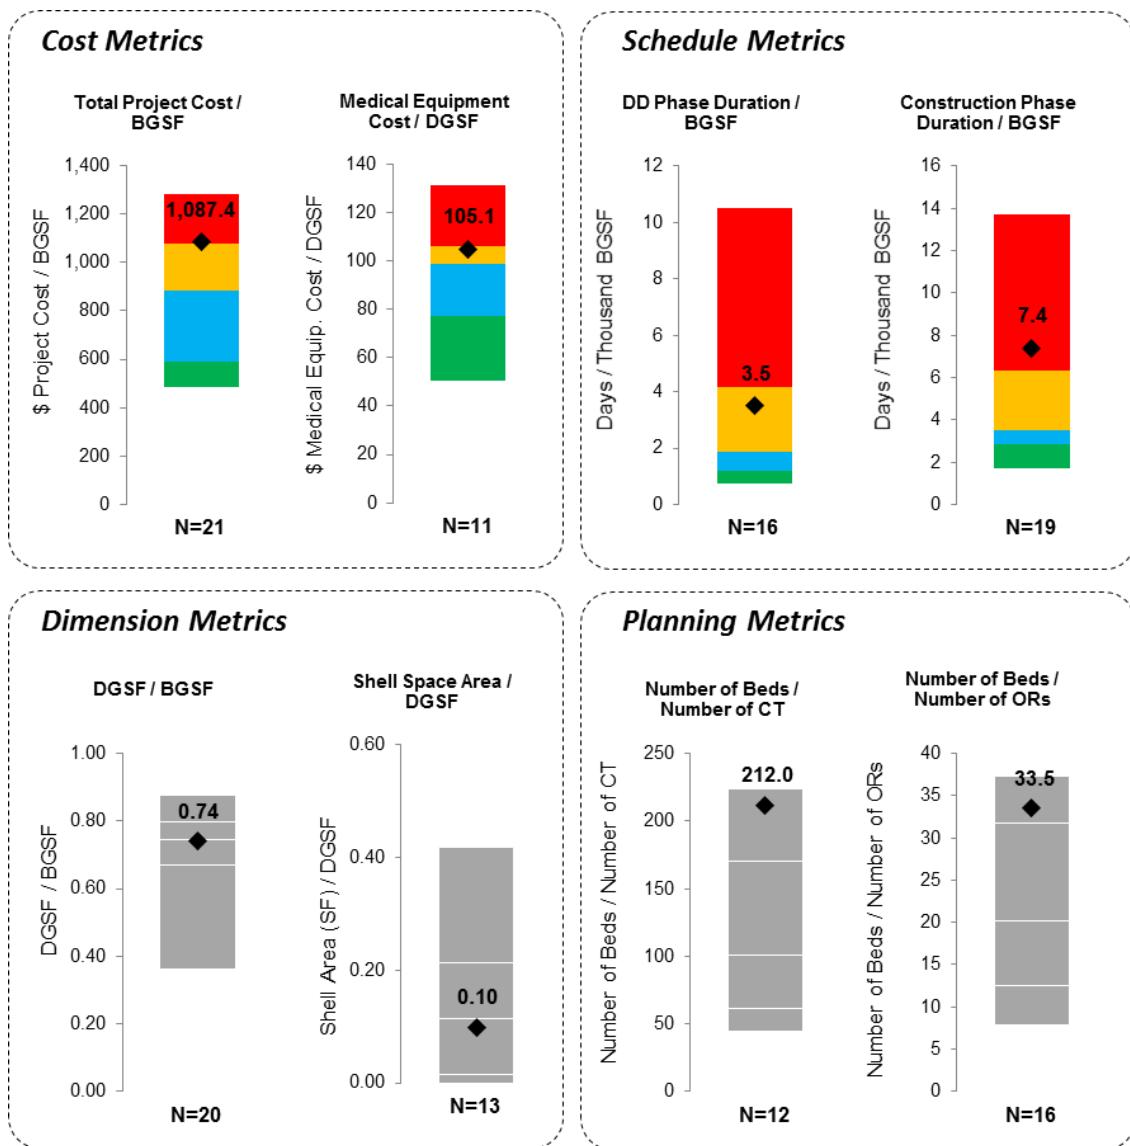 Cost Metrics
Total Project Cost /
BGSF
$ Project Cost / BGSF
1,400
1,200
1,000
800
600
400
200
0
1,087.4
N=21
Medical Equipment
Cost / DGSF
$ Medical Equip. Cost / DGSF
140
120
100
80
60
40
20
0
105.1
N=11
Schedule Metrics
DD Phase Duration /
BGSF
Days / Thousand BGSF
12
10
8
6
4
2
0
3.5
N=16
Construction Phase
Duration / BGSF
Days / Thousand BGSF
16
14
12
10
8
6
4
2
0
7.4
N=19
Dimension Metrics
DGSF / BGSF
DGSF / BGSF
1.00
0.80
0.60
0.40
0.20
0.00
0.74
N=20
Shell Space Area /
DGSF
Shell Area (SF) / DGSF
0.60
0.40
0.20
0.00
0.10
N=13
Planning Metrics
Number of Beds /
Number of CT
Number of Beds / Number of CT
250
200
150
100
50
0
212.0
N=12
Number of Beds /
Number of ORs
Number of Beds / Number of ORs
40
35
30
25
20
15
10
5
0
33.5
N=16